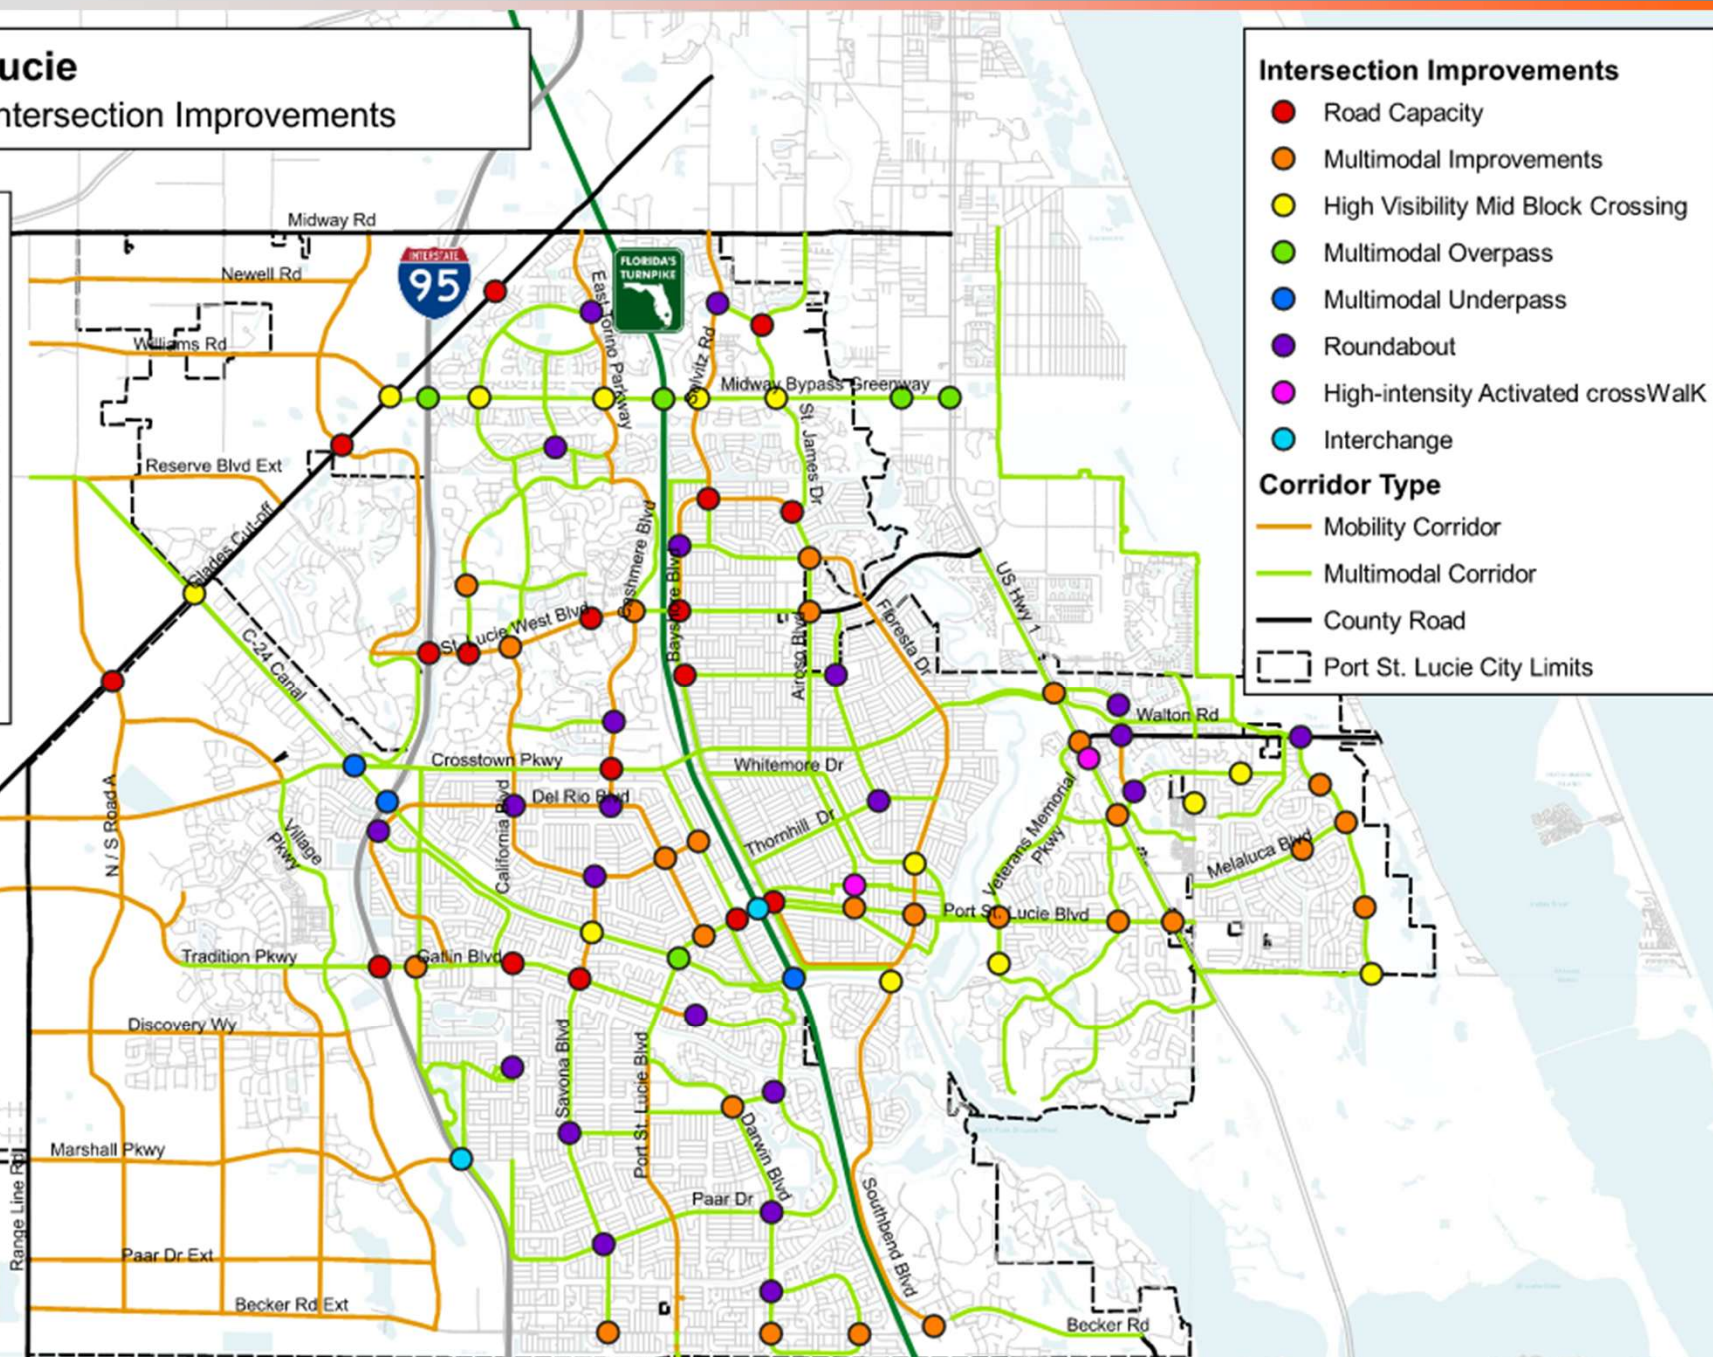 ucie
ntersection Improvements
Intersection Improvements
Road Capacity
Multimodal Improvements
High Visibility Mid Block Crossing
Multimodal Overpass
Multimodal Underpass
Roundabout
High-intensity Activated crossWalK
Interchange
Corridor Type
Mobility Corridor
Multimodal Corridor
County Road
Port St. Lucie City Limits
Midway Rd
Newell Rd
INTERSTATE
95
FLORIDA'S
TURNPIKE
East Torino Parkway
Selvitz Rd
Williams Rd
Midway Bypass Greenway
St. James Dr
Reserve Blvd Ext
Glades Cut-off
Cashmere Blvd
Bayshore Blvd
US Hwy 1
St. Lucie West Blvd
Airoso Blvd
Floresta Dr
C-24 Canal
Walton Rd
Crosstown Pkwy
Whitemore Dr
N / S Road A
Del Rio Blvd
California Blvd
Village
Pkwy
Thornhill Dr
Veterans Memorial
Pkwy
Melaluca Blvd
Port St. Lucie Blvd
Tradition Pkwy
Gatlin Blvd
Discovery Wy
Savona Blvd
Port St. Lucie Blvd
Darwin Blvd
Marshall Pkwy
Range Line Rd
Paar Dr
Southbend Blvd
Paar Dr Ext
Becker Rd Ext
Becker Rd